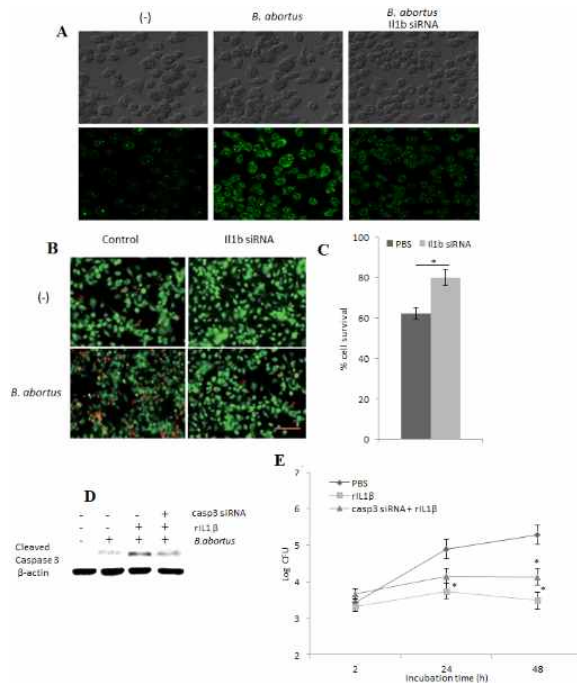 A
(-)
B. abortus
B. abortus
Il1b siRNA
B
Control
Il1b siRNA
(-)
B. abortus
C
PBS
Il1b siRNA
*
% cell survival
100
80
60
40
20
0
D
- - - + casp3 siRNA
- - + + rIL1β
- + + + B.abortus
Cleaved
Caspase 3
β-actin
E
PBS
rIL1β
casp3 siRNA + rIL1β
Log CFU
7
6
5
4
3
2
*
*
*
2
24
48
Incubation time (h)